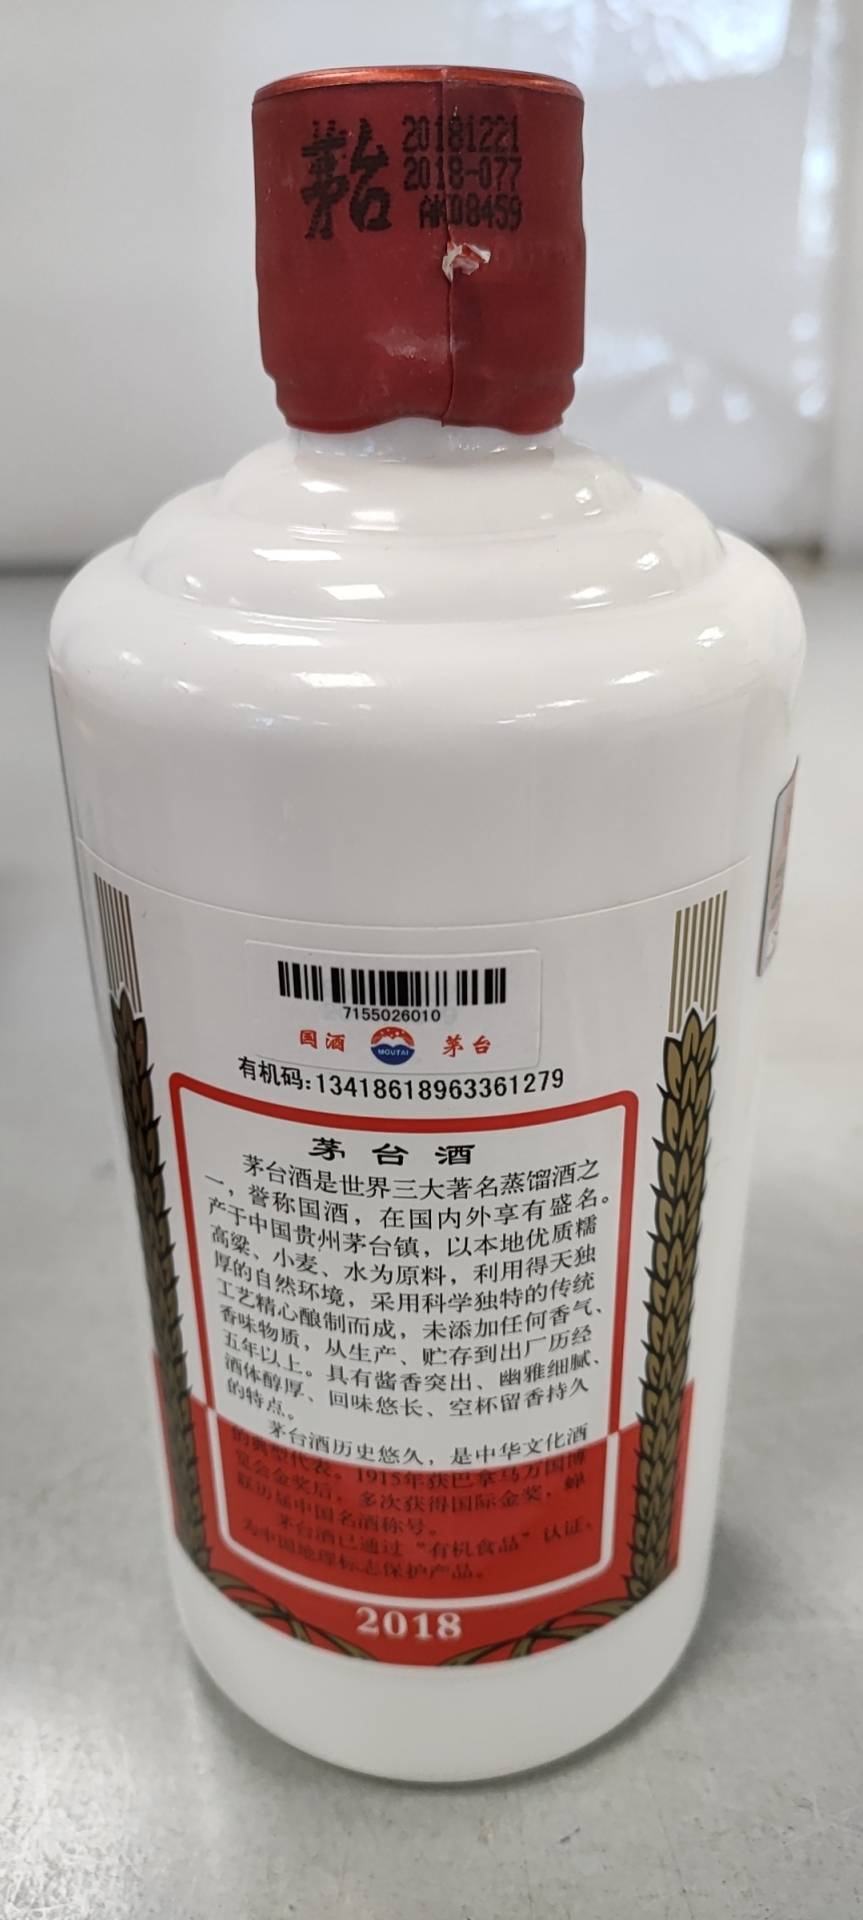 茅台
20181221
2018-077
AK08459
7155026010
国酒
MOUTAI
茅台
有机码:13418618963361279
茅台酒
茅台酒是世界三大著名蒸馏酒之
一，誉称国酒，在国内外享有盛名。
产于中国贵州茅台镇，以本地优质糯
高粱、小麦、水为原料，利用得天独
厚的自然环境，采用科学独特的传统
工艺精心酿制而成，未添加任何香气、
香味物质，从生产、贮存到出厂历经
五年以上。具有酱香突出、幽雅细腻、
酒体醇厚、回味悠长、空杯留香持久
的特点。
茅台酒历史悠久，是中华文化酒
的典型代表。1915年获巴拿马万国博
览会金奖后，多次获得国际金奖，蝉
联历届中国名酒称号。
茅台酒已通过“有机食品”认证、
为中国地理标志保护产品。
2018